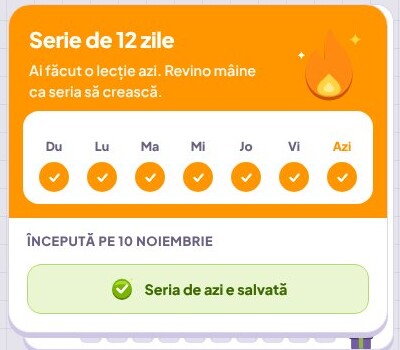 Serie de 12 zile
Ai făcut o lecție azi. Revino mâine
ca seria să crească.
Du Lu Ma Mi Jo Vi Azi
ÎNCEPUTĂ PE 10 NOIEMBRIE
Seria de azi e salvată